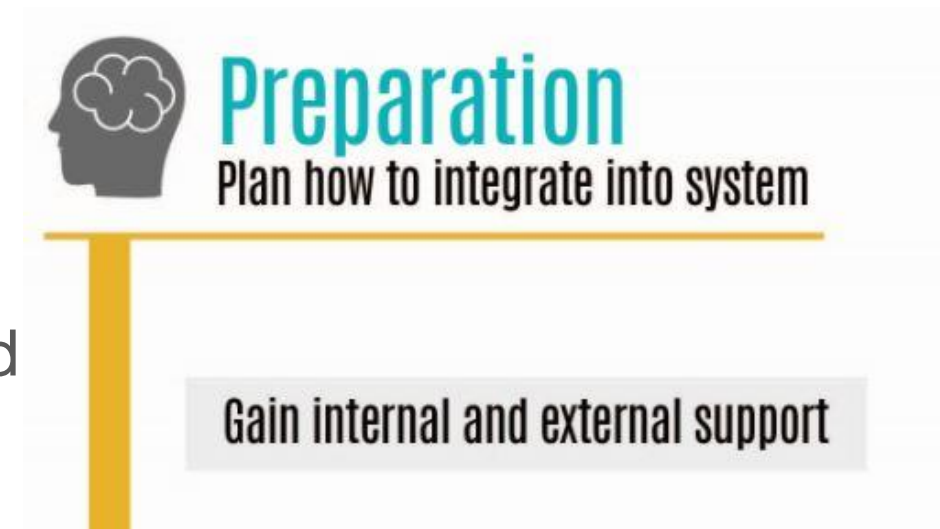 Preparation
Plan how to integrate into system
Gain internal and external support